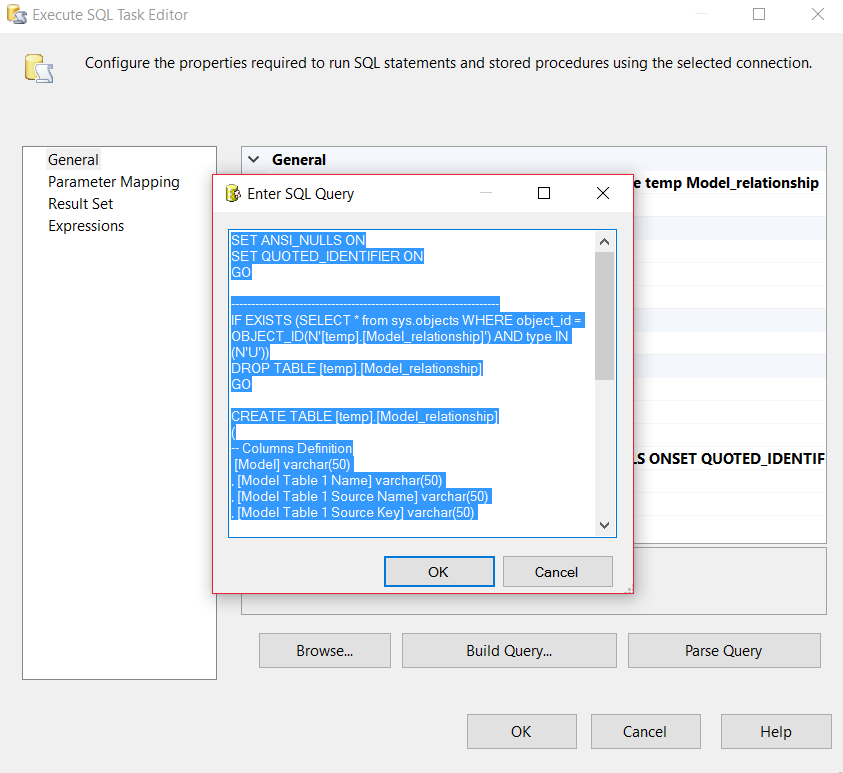 Execute SQL Task Editor
Configure the properties required to run SQL statements and stored procedures using the selected connection.
General
Parameter Mapping
Result Set
Expressions
General
e temp Model_relationship
Enter SQL Query
SET ANSI_NULLS ON
SET QUOTED_IDENTIFIER ON
GO
------------------------------------------------------------------
IF EXISTS (SELECT * from sys.objects WHERE object_id =
OBJECT_ID(N'[temp].[Model_relationship]') AND type IN
(N'U'))
DROP TABLE [temp].[Model_relationship]
GO
CREATE TABLE [temp].[Model_relationship]
(
-- Columns Definition
[Model] varchar(50)
, [Model Table 1 Name] varchar(50)
, [Model Table 1 Source Name] varchar(50)
, [Model Table 1 Source Key] varchar(50)
S ONSET QUOTED_IDENTIF
OK
Cancel
Browse...
Build Query...
Parse Query
OK
Cancel
Help